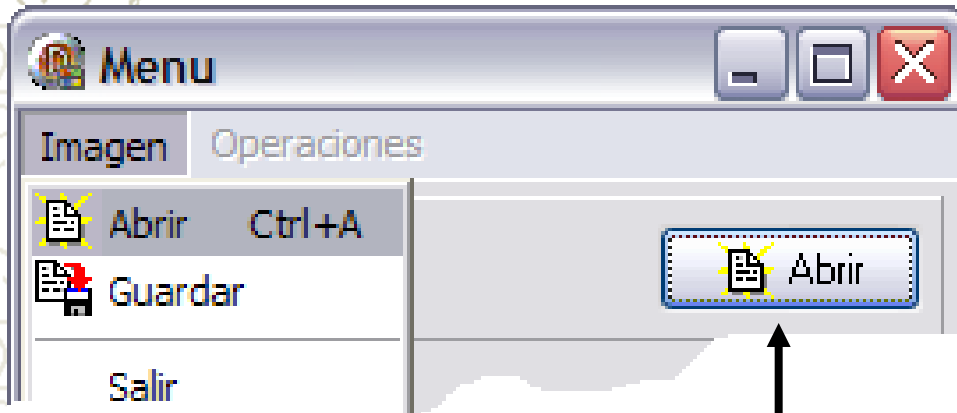 Menu
Imagen Operaciones
Abrir Ctrl+A
Abrir
Guardar
Salir